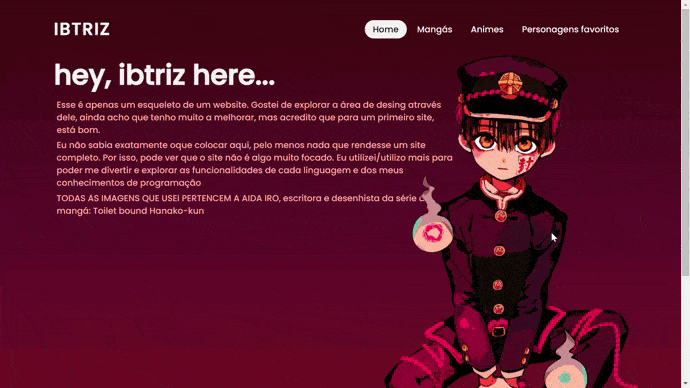 IBTRIZ
Home Mangás Animes Personagens favoritos
hey, ibtriz here...
Esse é apenas um esqueleto de um website. Gostei de explorar a área de desing através
dele, ainda acho que tenho muito a melhorar, mas acredito que para um primeiro site,
está bom.
Eu não sabia exatamente oque colocar aqui, pelo menos nada que rendesse um site
completo. Por isso, pode ver que o site não é algo muito focado. Eu utilizei/utilizo mais para
poder me divertir e explorar as funcionalidades de cada linguagem e dos meus
conhecimentos de programação
TODAS AS IMAGENS QUE USEI PERTENCEM A AIDA IRO, escritora e desenhista da série
mangá: Toilet bound Hanako-kun